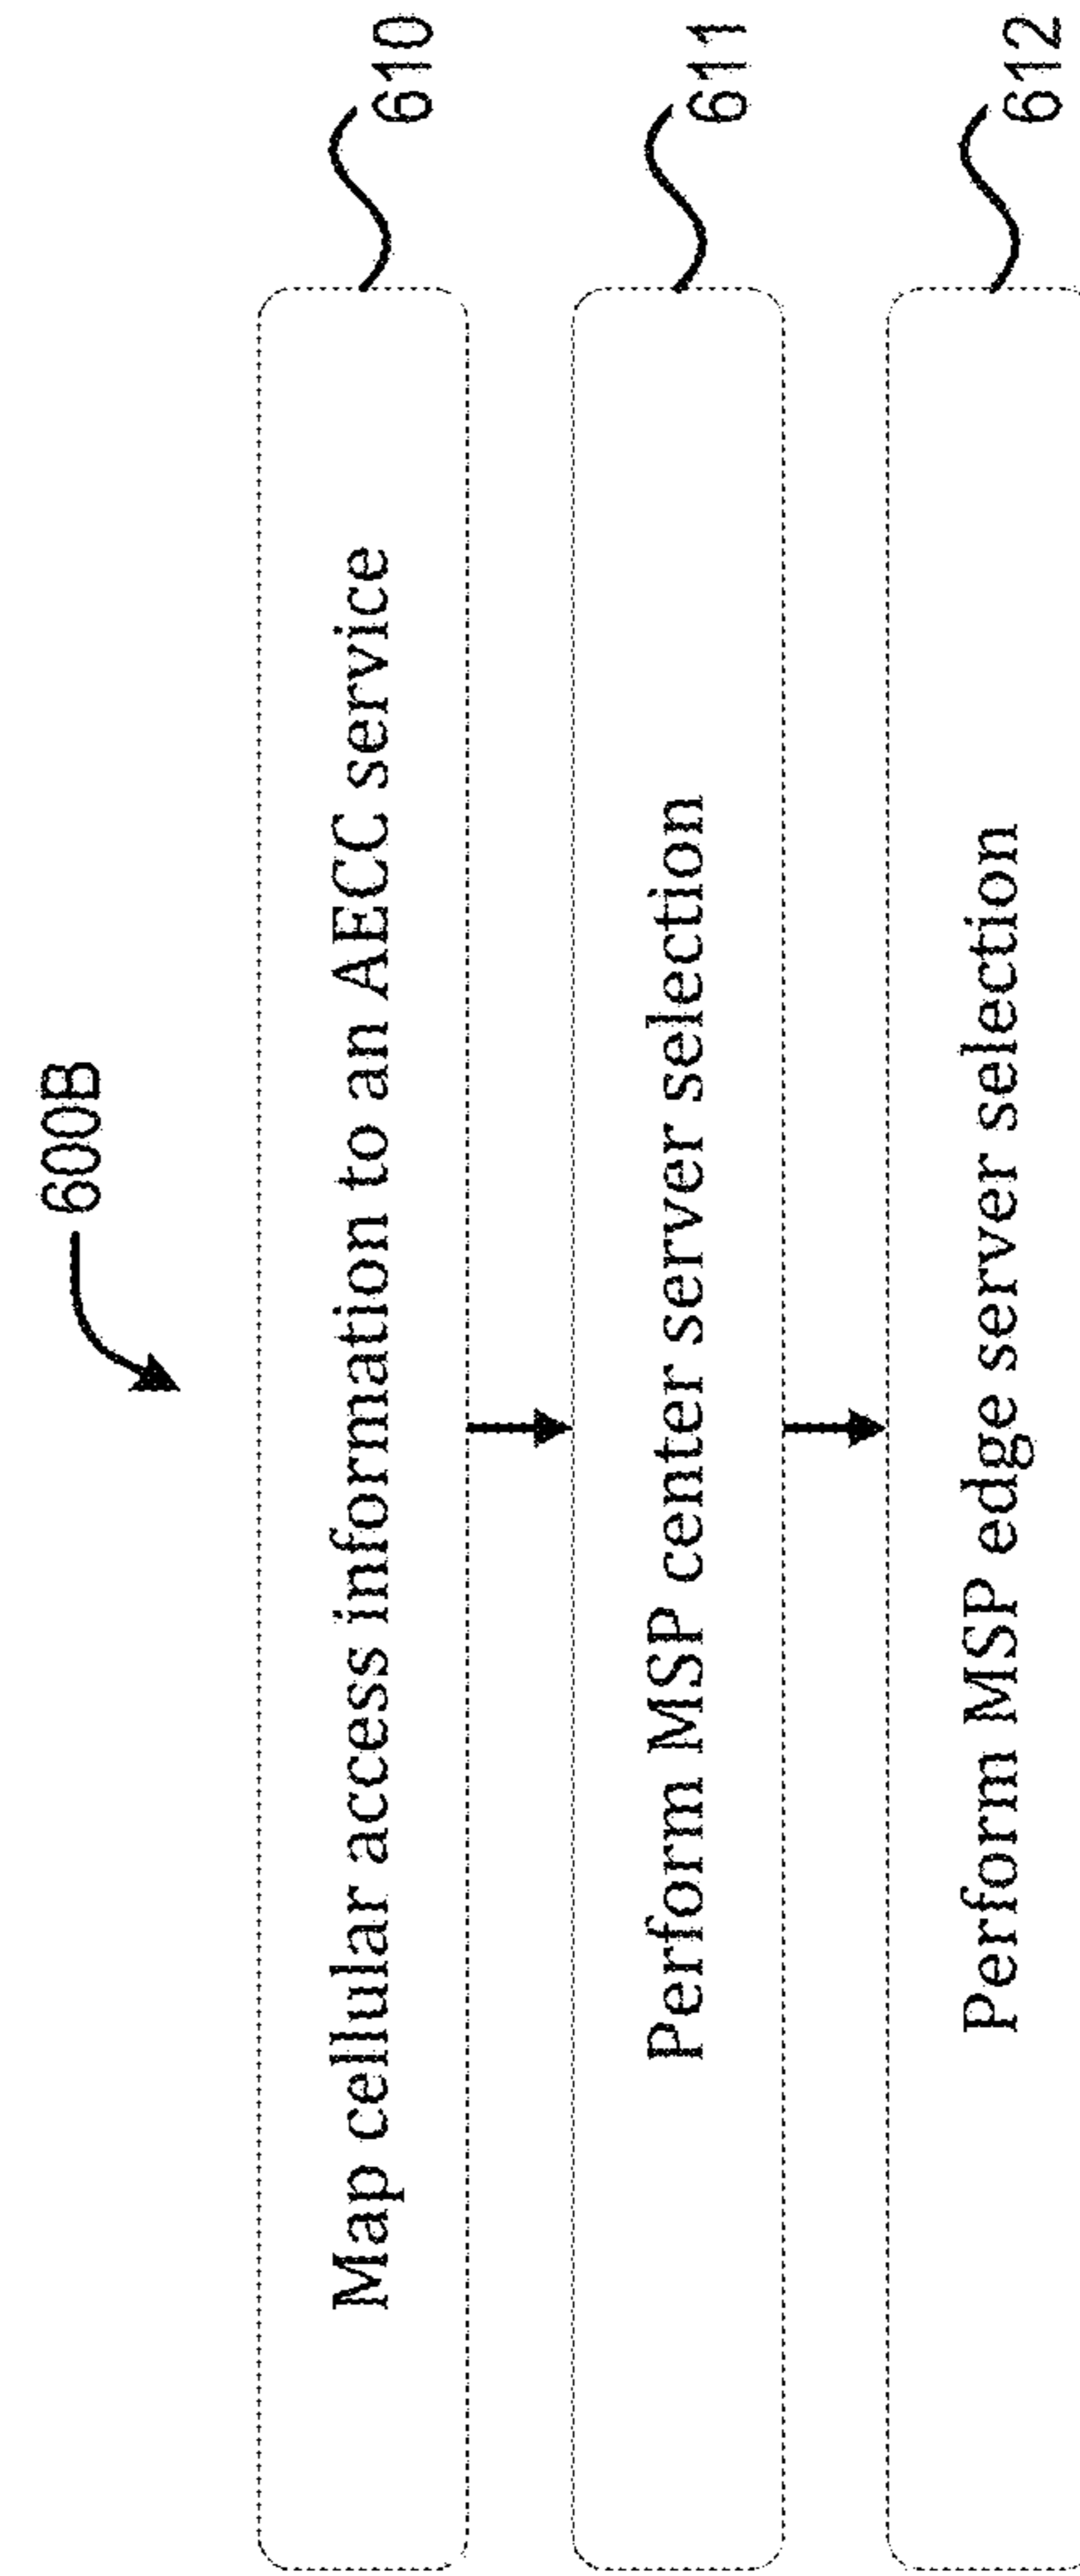 600B
Map cellular access information to an AECC service
610
Perform MSP center server selection
611
Perform MSP edge server selection
612